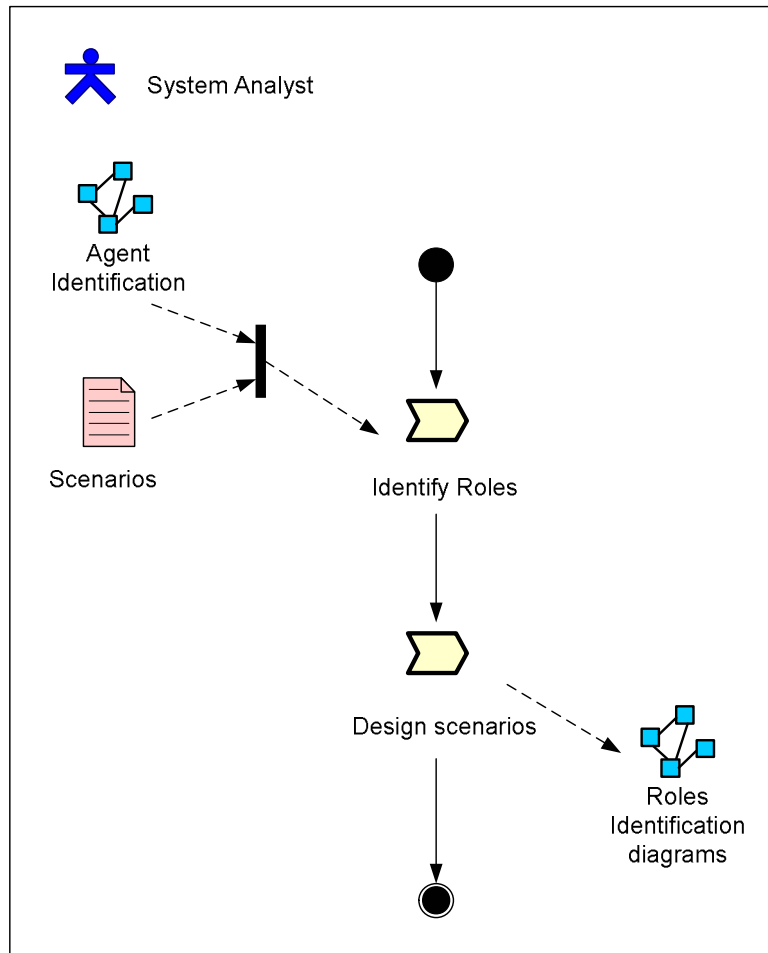 System Analyst
Agent
Identification
Scenarios
Identify Roles
Design scenarios
Roles
Identification
diagrams